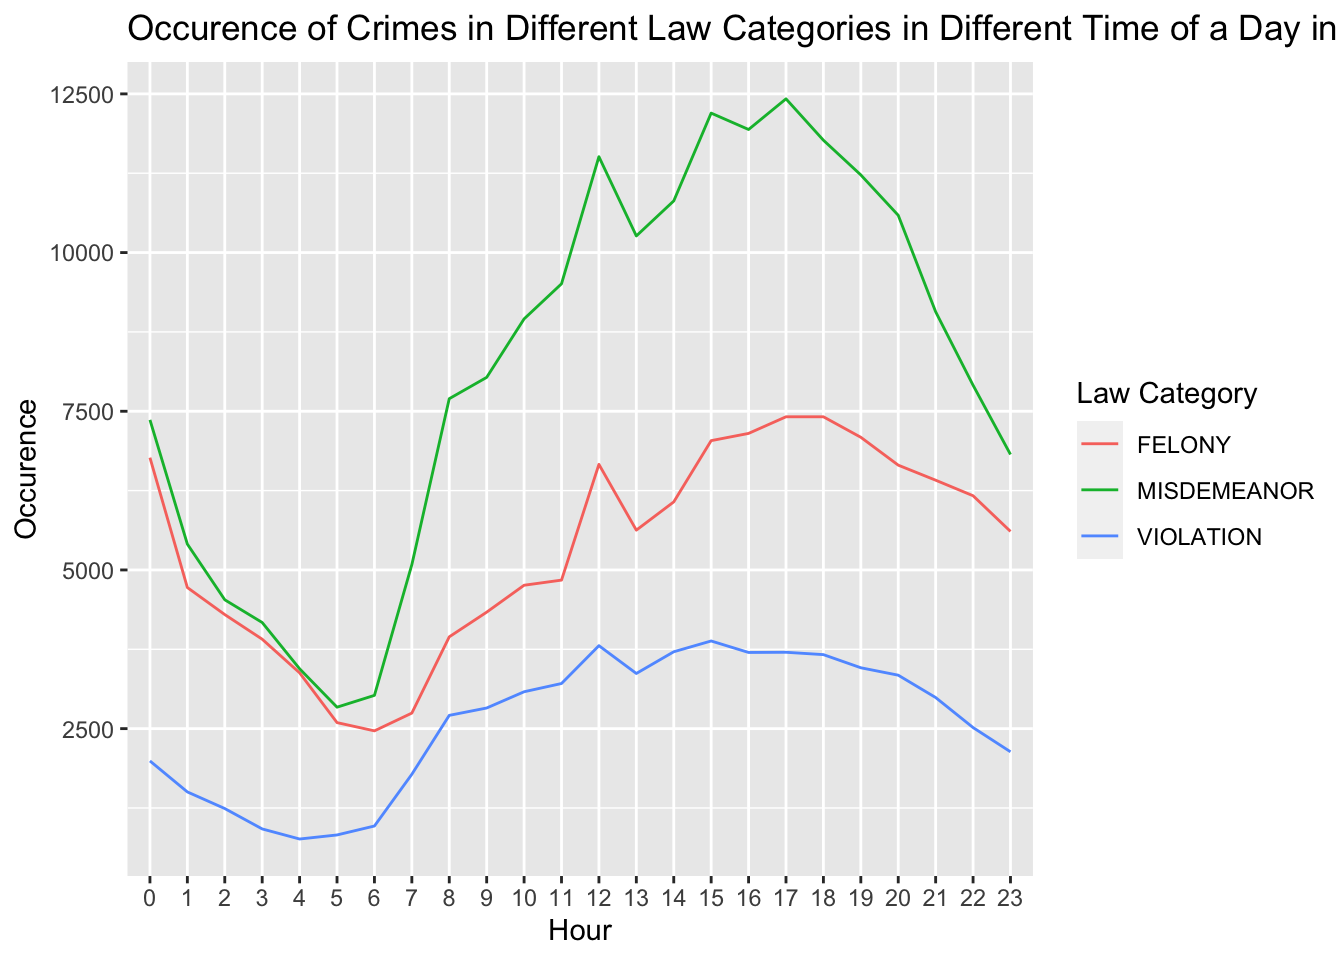 Occurence of Crimes in Different Law Categories in Different Time of a Day in
12500
10000
7500
5000
2500
Occurence
0 1 2 3 4 5 6 7 8 9 10 11 12 13 14 15 16 17 18 19 20 21 22 23
Hour
Law Category
FELONY
MISDEMEANOR
VIOLATION